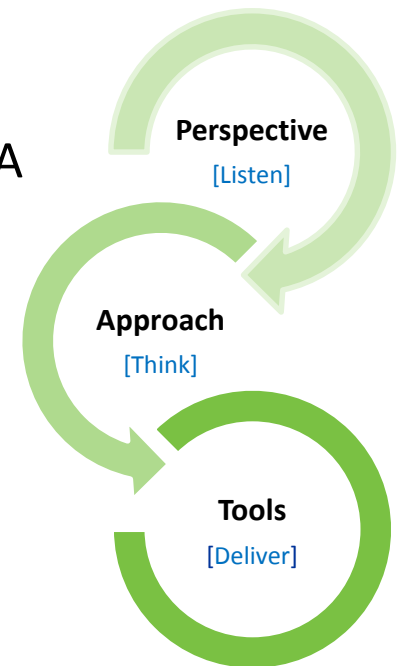 Perspective
A
[Listen]
Approach
[Think]
Tools
[Deliver]